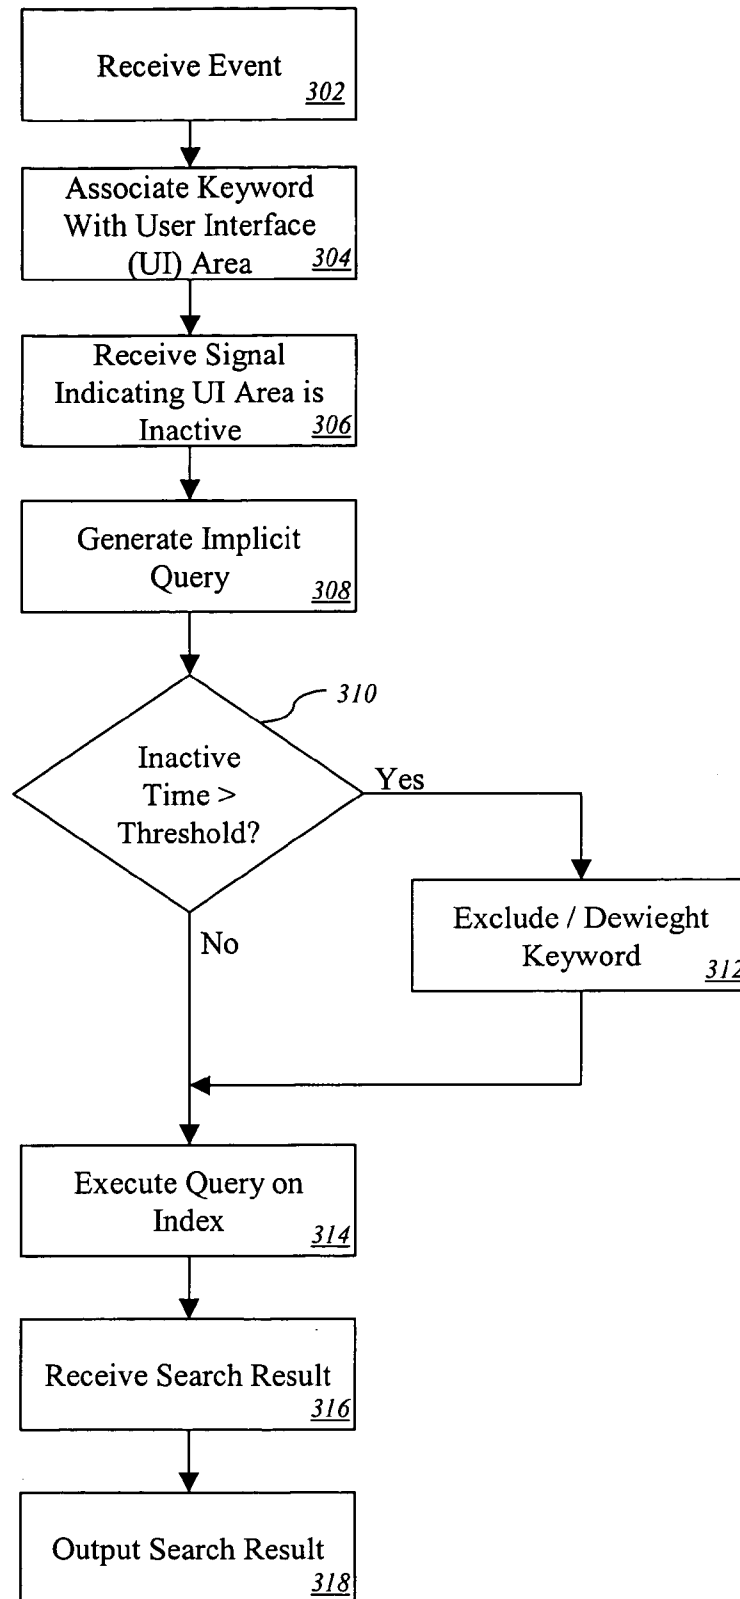 Receive Event
302
Associate Keyword
With User Interface
(UI) Area
304
Receive Signal
Indicating UI Area is
Inactive
306
Generate Implicit
Query
308
310
Inactive
Time >
Threshold?
Yes
No
Exclude / Dewieght
Keyword
312
Execute Query on
Index
314
Receive Search Result
316
Output Search Result
318